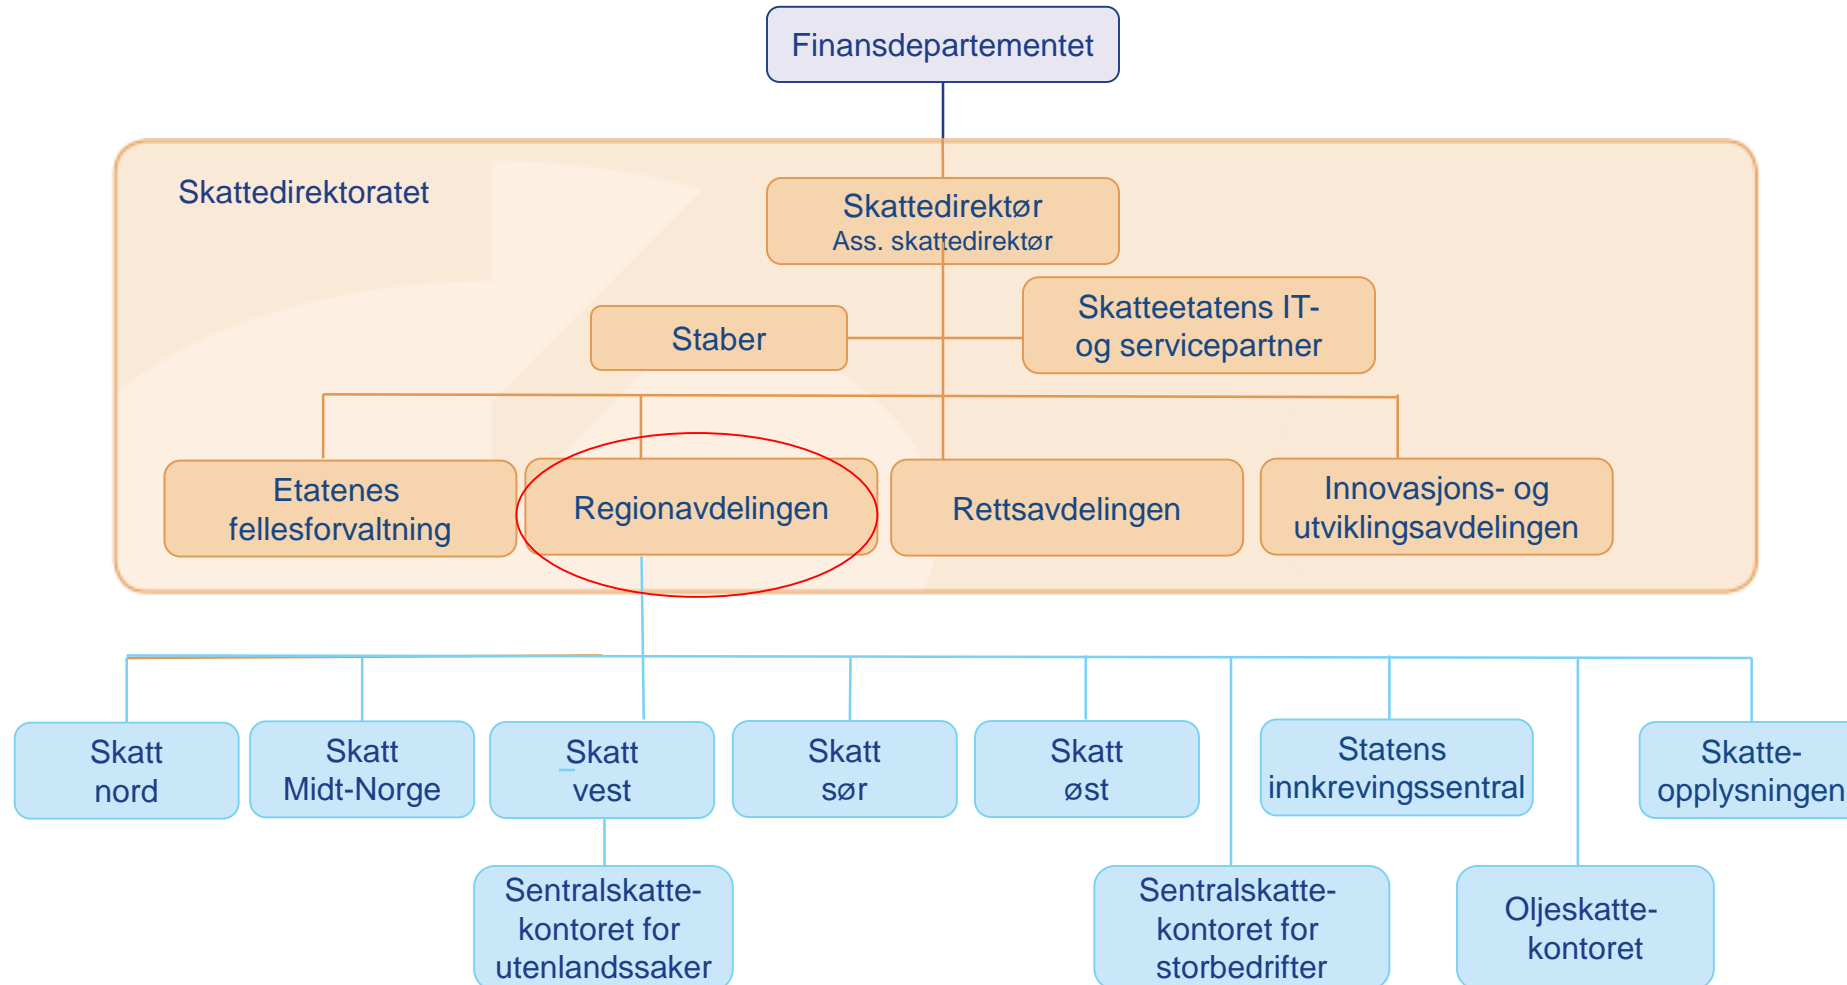 Finansdepartementet
Skattedirektoratet
Skattedirektør
Ass. skattedirektør
Staber
Skatteetatens IT-
og servicepartner
Etatenes
fellesforvaltning
Regionavdelingen
Rettsavdelingen
Innovasjons- og
utviklingsavdelingen
Skatt
nord
Skatt
Midt-Norge
Skatt
vest
Skatt
sør
Skatt
øst
Statens
innkrevingssentral
Skatte-
opplysningen
Sentralskatte-
kontoret for
utenlandssaker
Sentralskatte-
kontoret for
storbedrifter
Oljeskatte-
kontoret